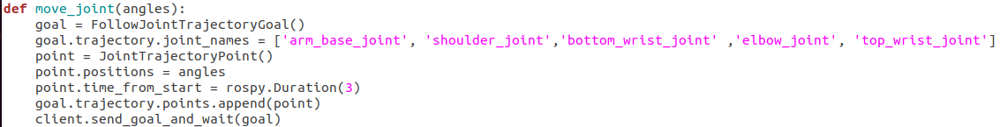 def move_joint(angles):
    goal = FollowJointTrajectoryGoal()
    goal.trajectory.joint_names = ['arm_base_joint', 'shoulder_joint','bottom_wrist_joint' ,'elbow_joint', 'top_wrist_joint']
    point = JointTrajectoryPoint()
    point.positions = angles
    point.time_from_start = rospy.Duration(3)
    goal.trajectory.points.append(point)
    client.send_goal_and_wait(goal)